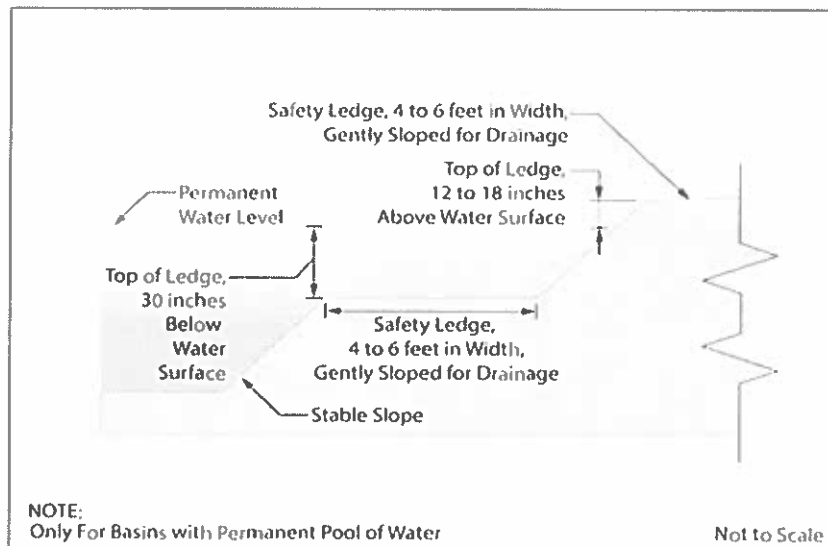 Safety Ledge, 4 to 6 feet in Width,
Gently Sloped for Drainage
Top of Ledge,
12 to 18 inches
Above Water Surface
Permanent
Water Level
Top of Ledge,
30 inches
Below
Water
Surface
Safety Ledge,
4 to 6 feet in Width,
Gently Sloped for Drainage
Stable Slope
NOTE:
Only For Basins with Permanent Pool of Water
Not to Scale